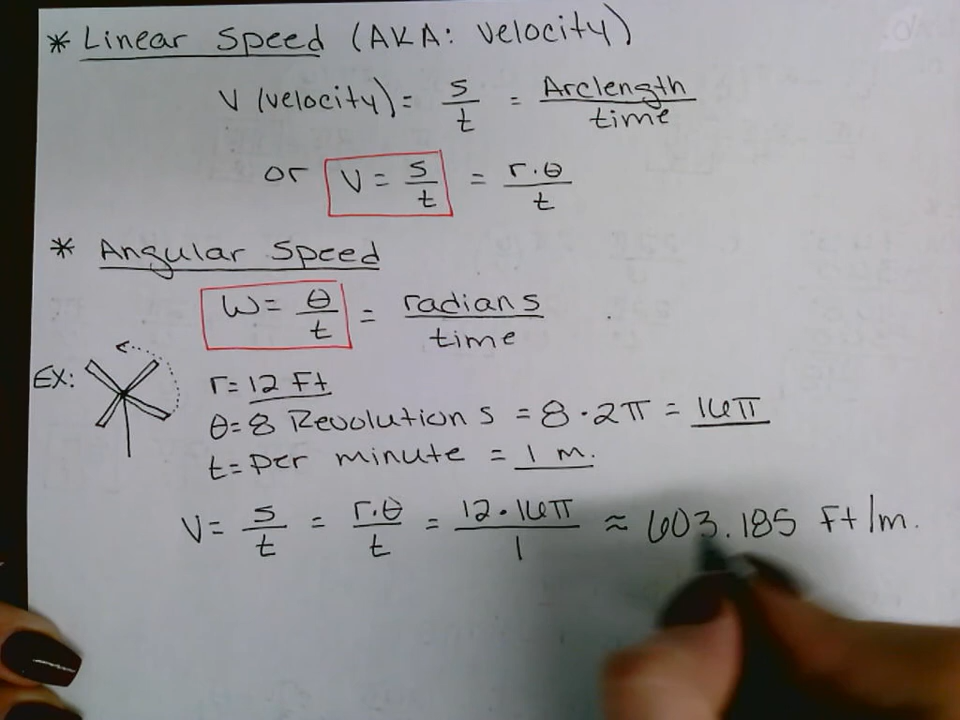 * Linear Speed (AKA: Velocity)
V (velocity) = s/t = Arclength/time
or V = s/t = r·θ/t
* Angular Speed
ω = θ/t = radians/time
EX: r = 12 Ft
θ = 8 Revolutions = 8 · 2π = 16π
t = per minute = 1 m.
V = s/t = r·θ/t = 12·16π/1 ≈ 603.185 Ft/m.